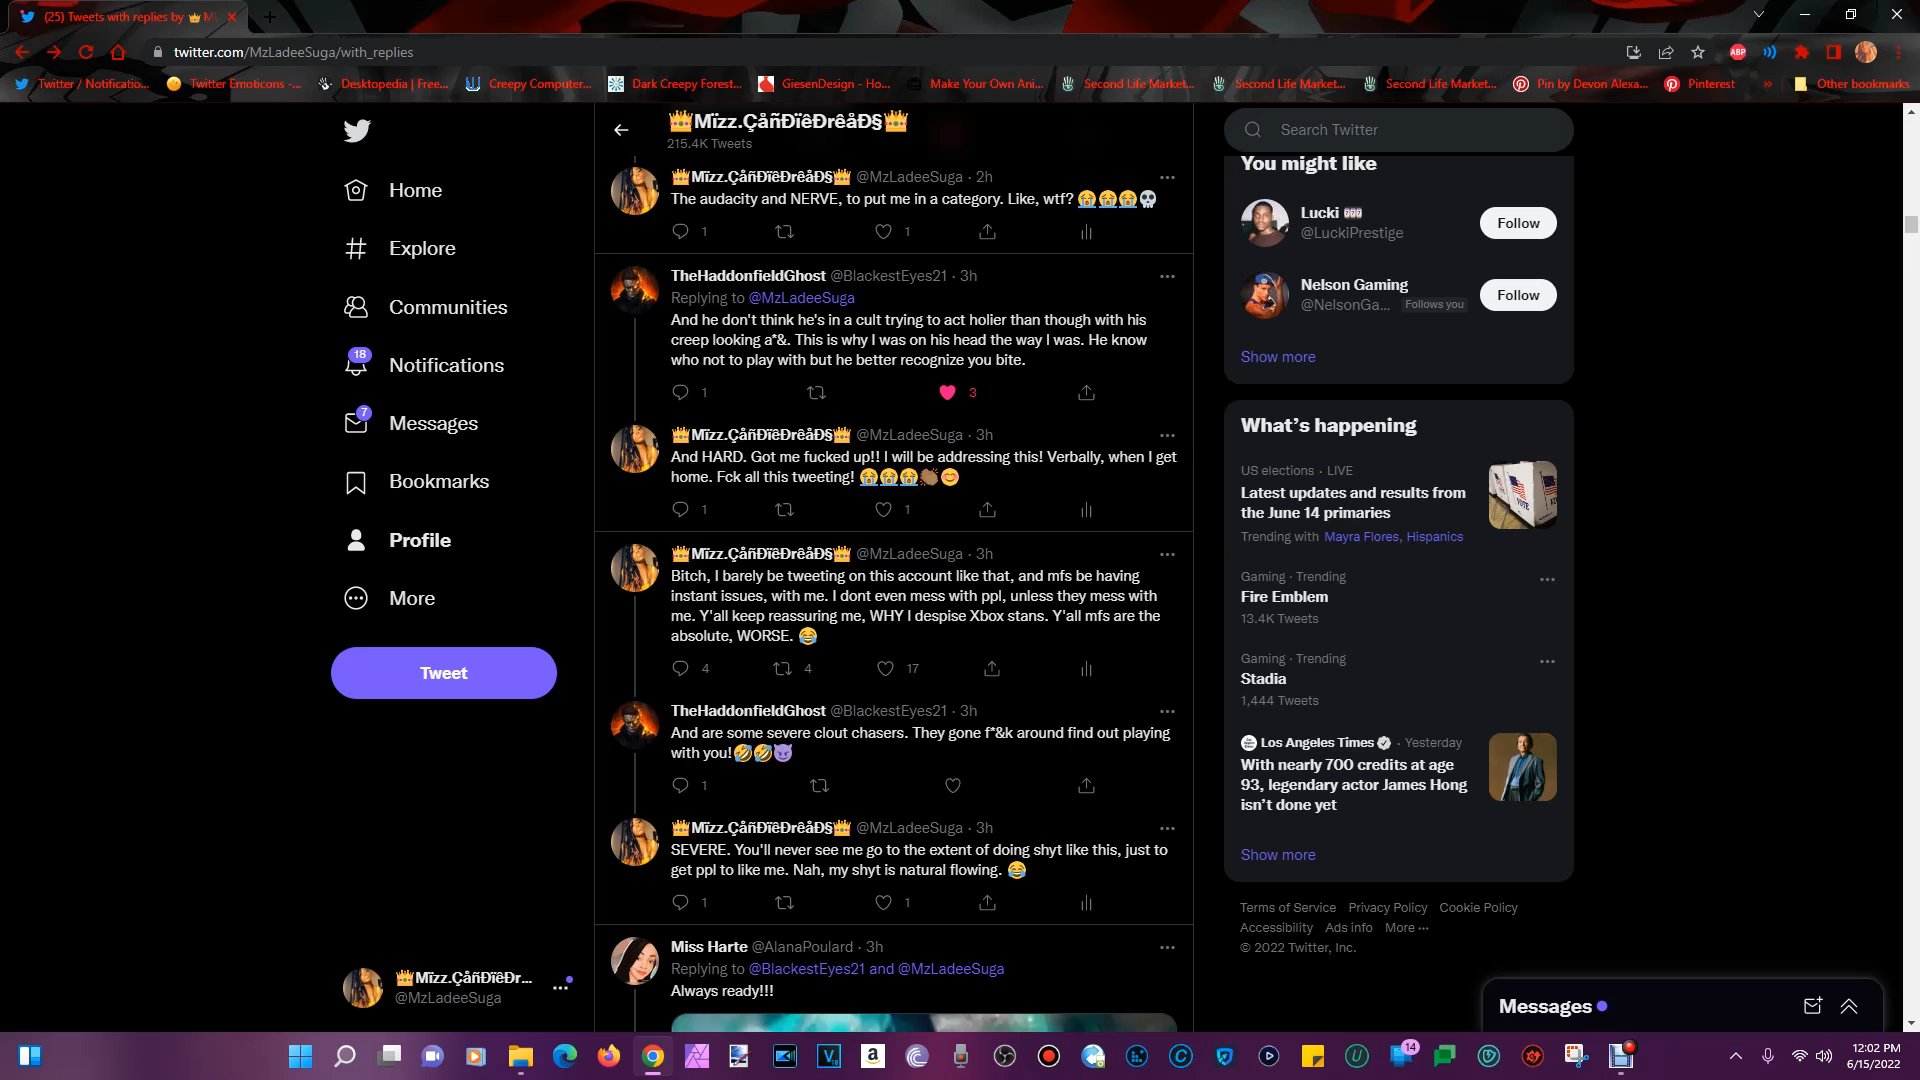 (25) Tweets with replies by 👑M
twitter.com/MzLadeeSuga/with_replies
ABP
Twitter / Notificatio...
Twitter Emoticons -...
Desktopedia | Free...
Creepy Computer...
Dark Creepy Forest...
GiesenDesign - Ho...
Make Your Own Ani...
Second Life Market...
Second Life Market...
Second Life Market...
Pin by Devon Alexa...
Pinterest
»
Other bookmarks
Home
Explore
Communities
18
Notifications
7
Messages
Bookmarks
Profile
More
Tweet
👑Mïzz.ÇåñÐïêÐr...
@MzLadeeSuga
👑Mïzz.ÇåñÐïêÐrêåÐ§👑
215.4K Tweets
👑Mïzz.ÇåñÐïêÐrêåÐ§👑 @MzLadeeSuga · 2h
The audacity and NERVE, to put me in a category. Like, wtf? 😭😭😭💀
1 1
TheHaddonfieldGhost @BlackestEyes21 · 3h
Replying to @MzLadeeSuga
And he don't think he's in a cult trying to act holier than though with his
creep looking a*&. This is why I was on his head the way I was. He know
who not to play with but he better recognize you bite.
1 3
👑Mïzz.ÇåñÐïêÐrêåÐ§👑 @MzLadeeSuga · 3h
And HARD. Got me fucked up!! I will be addressing this! Verbally, when I get
home. Fck all this tweeting! 😭😭😭👏🏾😊
1 1
👑Mïzz.ÇåñÐïêÐrêåÐ§👑 @MzLadeeSuga · 3h
Bitch, I barely be tweeting on this account like that, and mfs be having
instant issues, with me. I dont even mess with ppl, unless they mess with
me. Y'all keep reassuring me, WHY I despise Xbox stans. Y'all mfs are the
absolute, WORSE. 😂
4 4 17
TheHaddonfieldGhost @BlackestEyes21 · 3h
And are some severe clout chasers. They gone f*&k around find out playing
with you!🤣🤣😈
1
👑Mïzz.ÇåñÐïêÐrêåÐ§👑 @MzLadeeSuga · 3h
SEVERE. You'll never see me go to the extent of doing shyt like this, just to
get ppl to like me. Nah, my shyt is natural flowing. 😂
1 1
Miss Harte @AlanaPoulard · 3h
Replying to @BlackestEyes21 and @MzLadeeSuga
Always ready!!!
Search Twitter
You might like
Lucki
@LuckiPrestige
Follow
Nelson Gaming
@NelsonGa... Follows you
Follow
Show more
What's happening
US elections · LIVE
Latest updates and results from
the June 14 primaries
Trending with Mayra Flores, Hispanics
VOTE
Gaming · Trending
Fire Emblem
13.4K Tweets
Gaming · Trending
Stadia
1,444 Tweets
Los Angeles Times · Yesterday
With nearly 700 credits at age
93, legendary actor James Hong
isn't done yet
Show more
Terms of Service Privacy Policy Cookie Policy
Accessibility Ads info More ···
© 2022 Twitter, Inc.
Messages
14
12:02 PM
6/15/2022